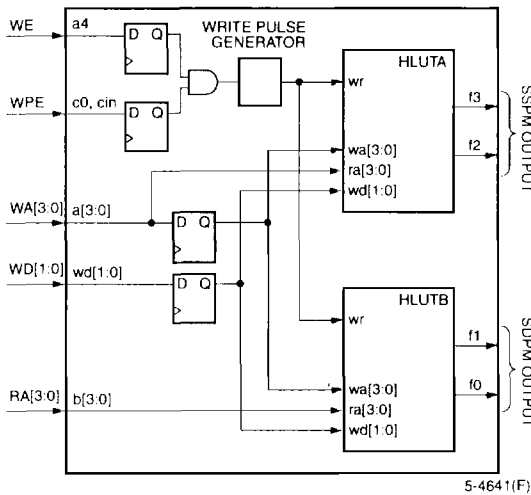 WE a4 D Q WRITE PULSE GENERATOR HLUTA
wr
WPE c0, cin D Q
f3
f2
SSPM OUTPUT
wa[3:0]
ra[3:0]
WA[3:0] a[3:0] D Q wd[1:0]
WD[1:0] wd[1:0] D Q
HLUTB
wr
f1
f0
SDPM OUTPUT
wa[3:0]
RA[3:0] b[3:0] ra[3:0]
wd[1:0]
5-4641(F)